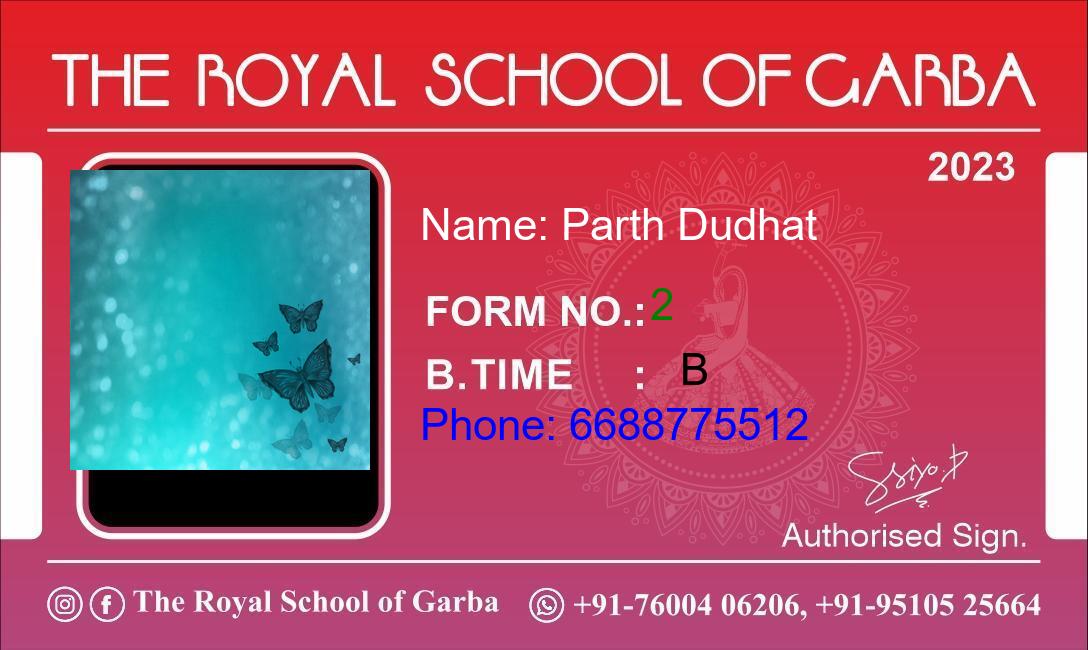 THE ROYAL SCHOOL OF GARBA
2023
Name: Parth Dudhat
FORM NO.: 2
B.TIME : B
Phone: 6688775512
Authorised Sign.
The Royal School of Garba +91-76004 06206, +91-95105 25664